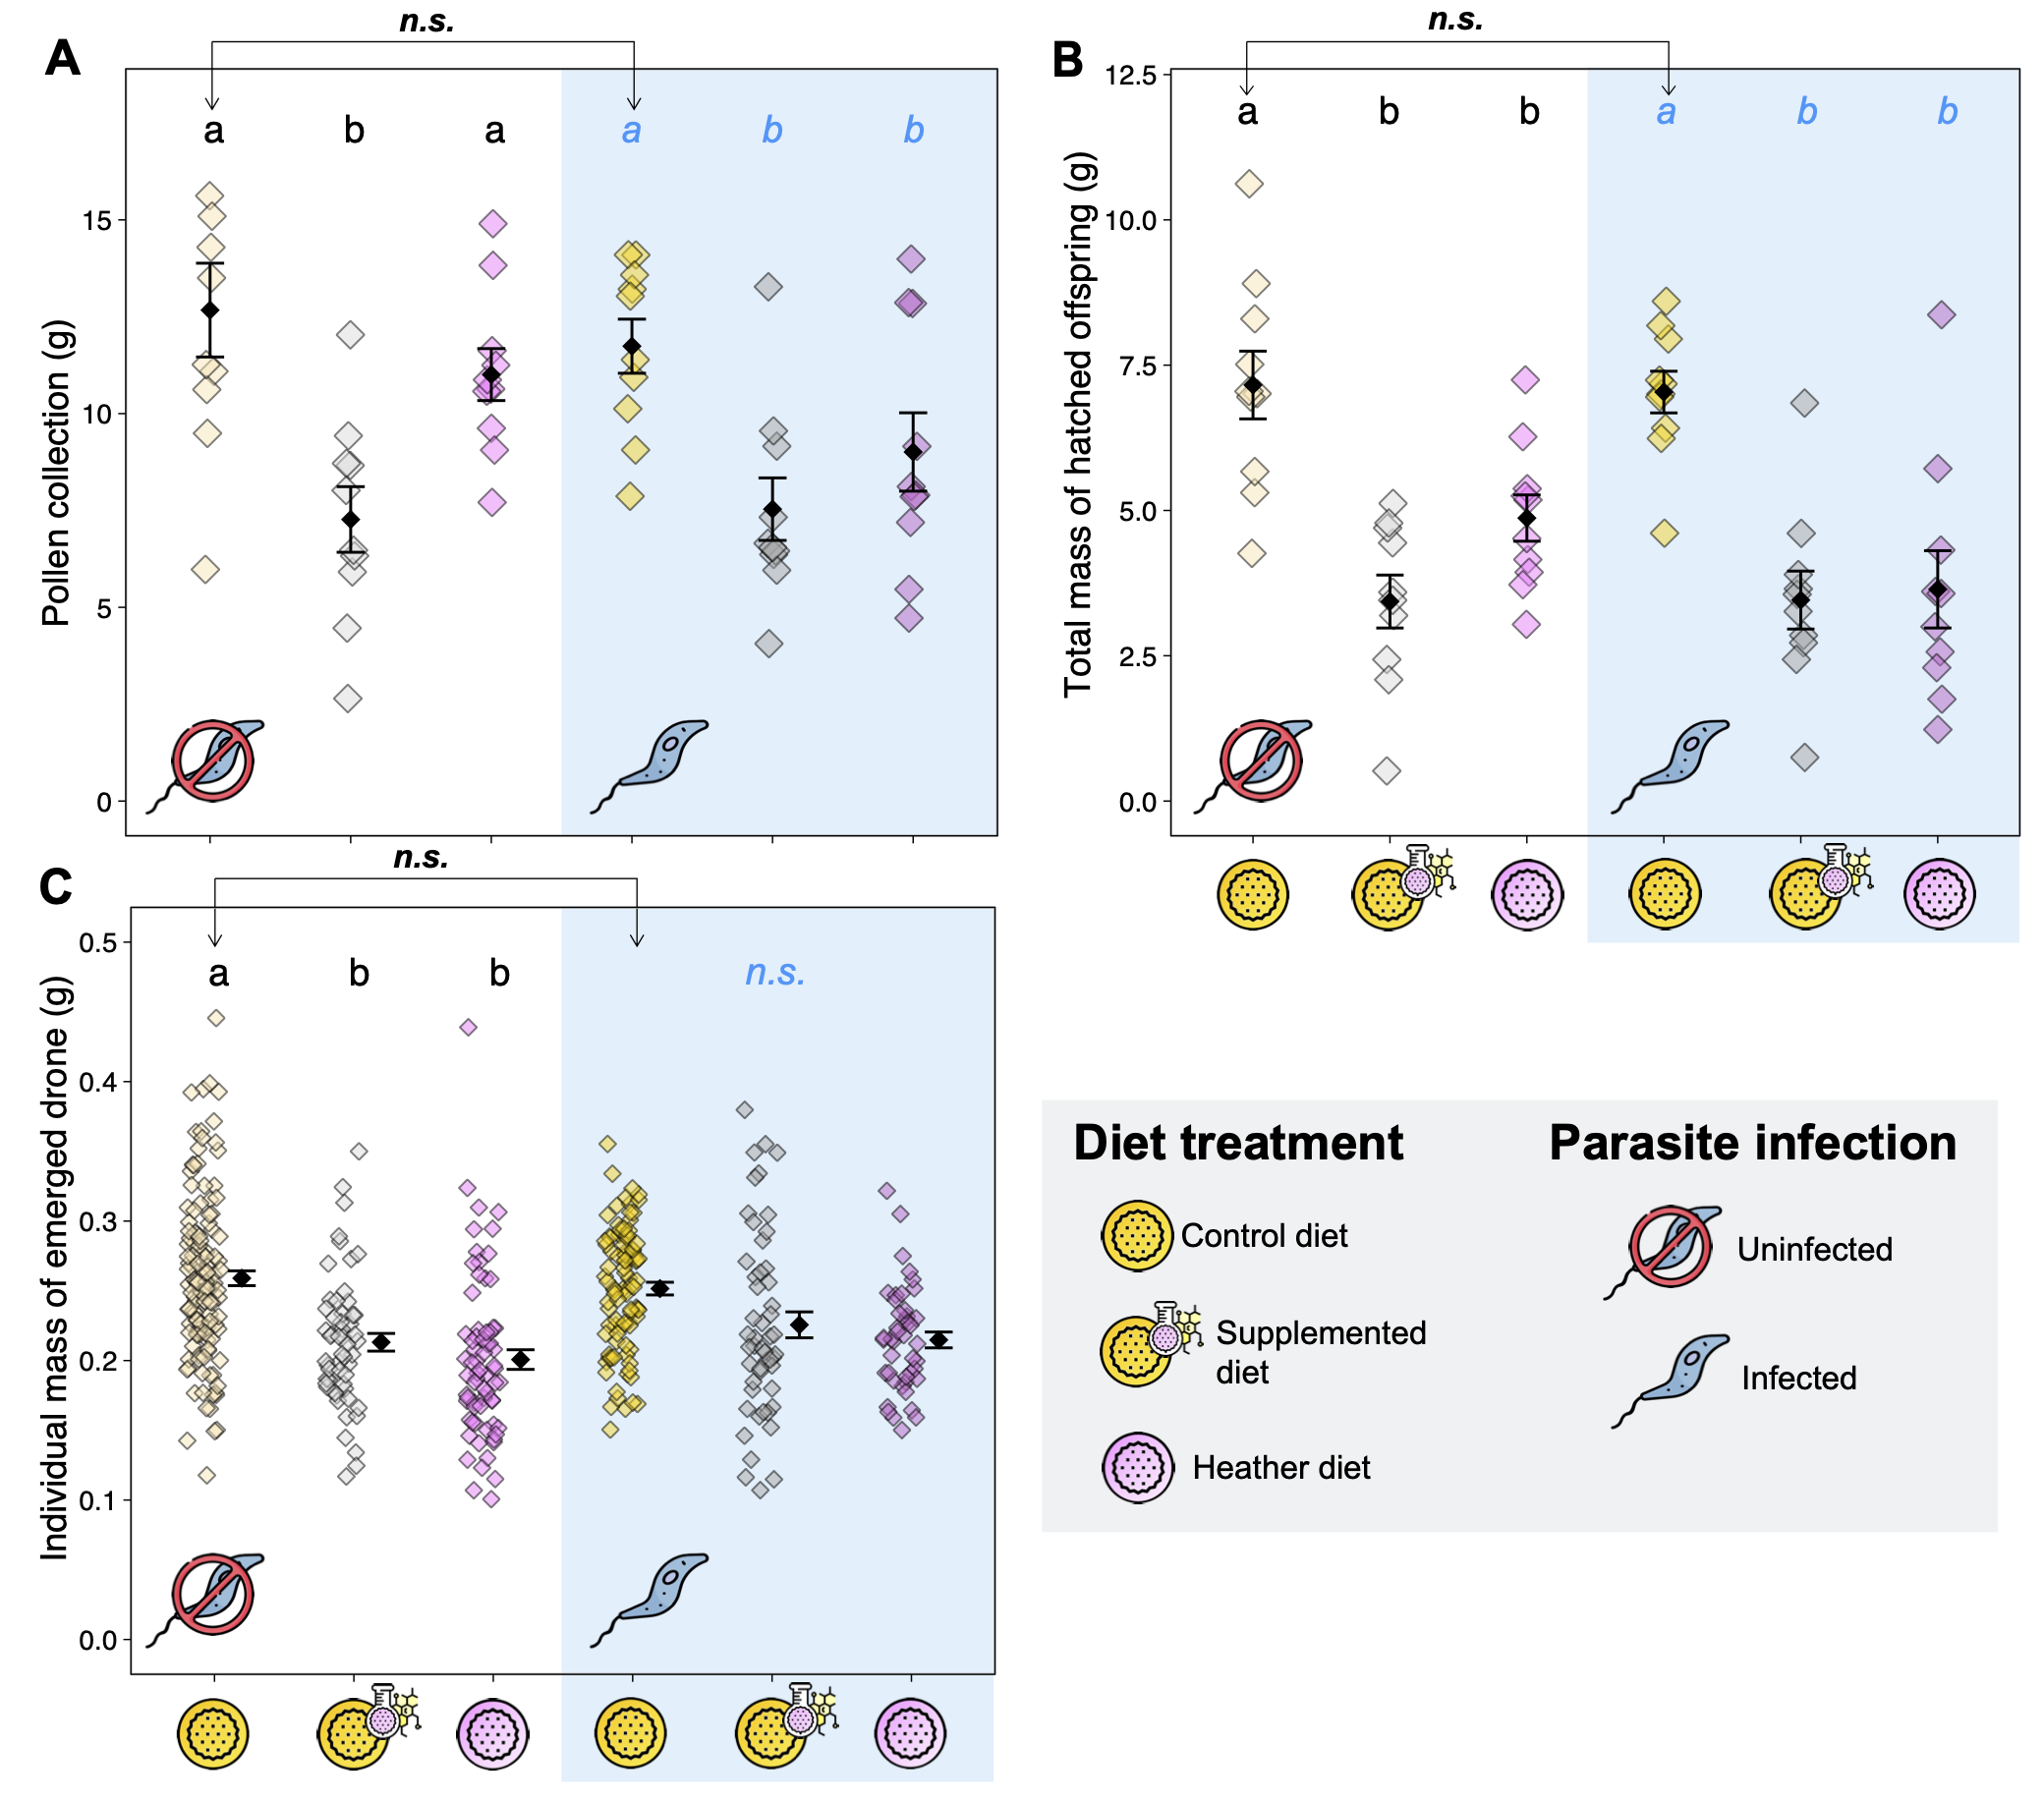 n.s.
A
a
b
a
a
b
b
15
10
5
0
Pollen collection (g)
n.s.
B
12.5
a
b
b
a
b
b
10.0
7.5
5.0
2.5
0.0
Total mass of hatched offspring (g)
n.s.
C
0.5
a
b
b
n.s.
0.4
0.3
0.2
0.1
0.0
Individual mass of emerged drone (g)
Diet treatment
Control diet
Supplemented
diet
Heather diet
Parasite infection
Uninfected
Infected